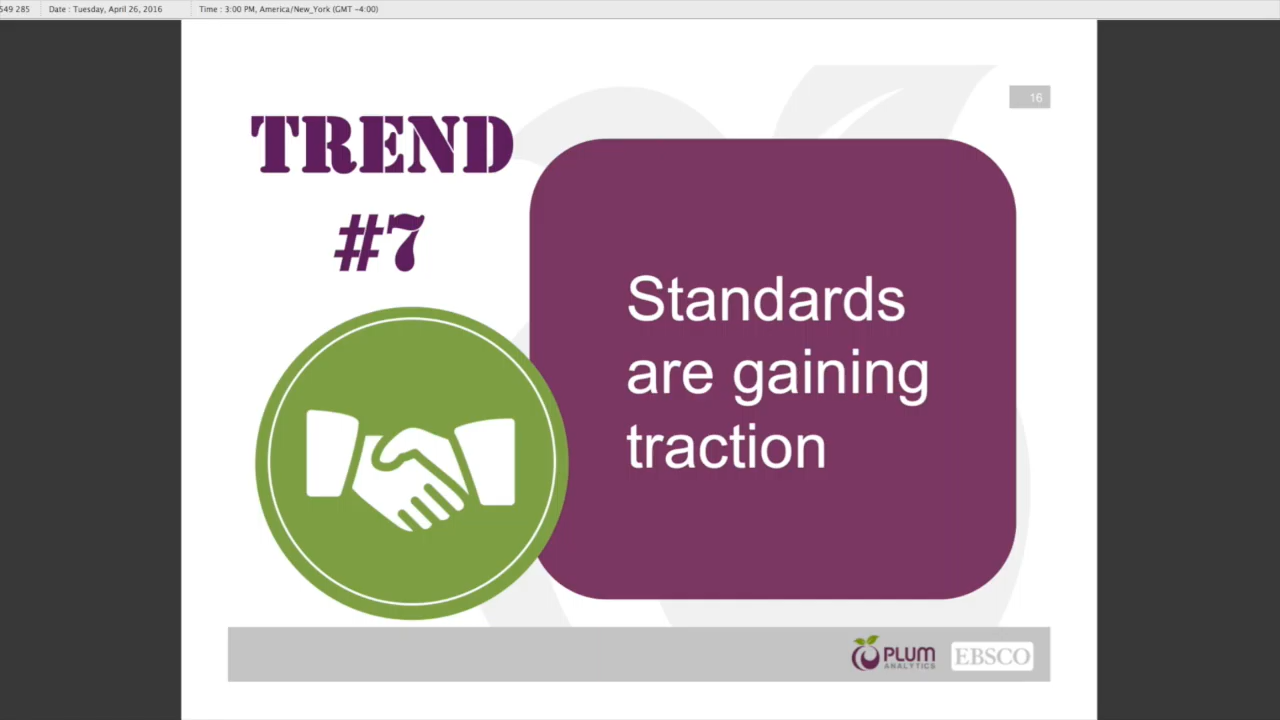 549 285 Date : Tuesday, April 26, 2016 Time : 3:00 PM, America/New_York (GMT -4:00)
16
TREND
#7
Standards
are gaining
traction
PLUM
ANALYTICS
EBSCO